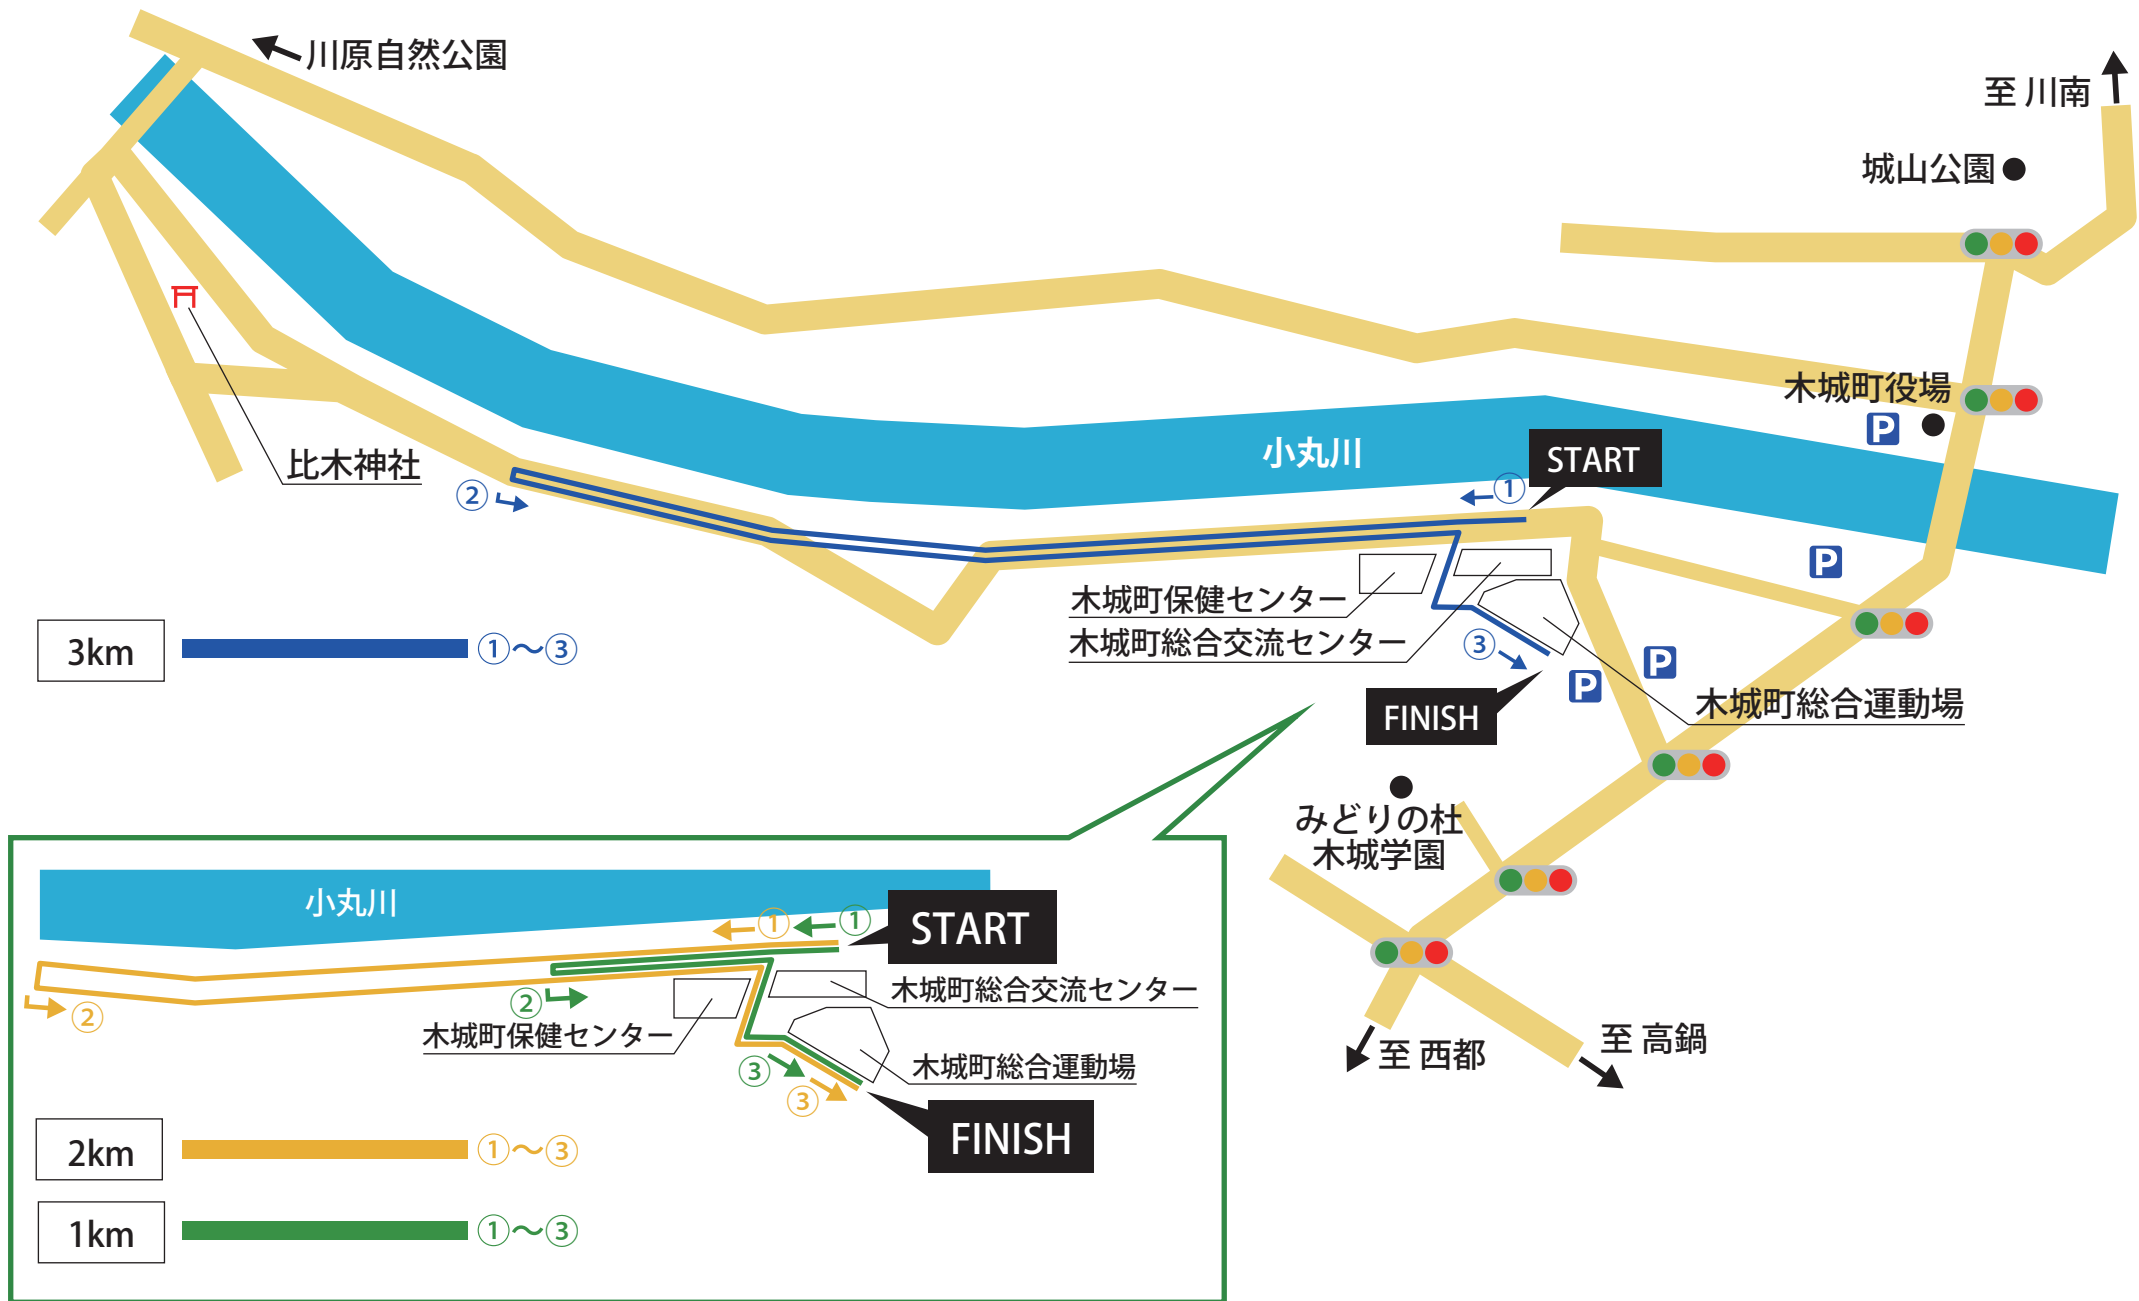 川原自然公園
至 川南
城山公園
木城町役場
P
小丸川
START
①
比木神社
②
P
木城町保健センター
木城町総合交流センター
③
3km
①～③
P
P
木城町総合運動場
FINISH
みどりの杜
木城学園
小丸川
①
①
START
木城町総合交流センター
②
②
木城町保健センター
木城町総合運動場
③
③
至 西都
至 高鍋
FINISH
2km
①～③
1km
①～③